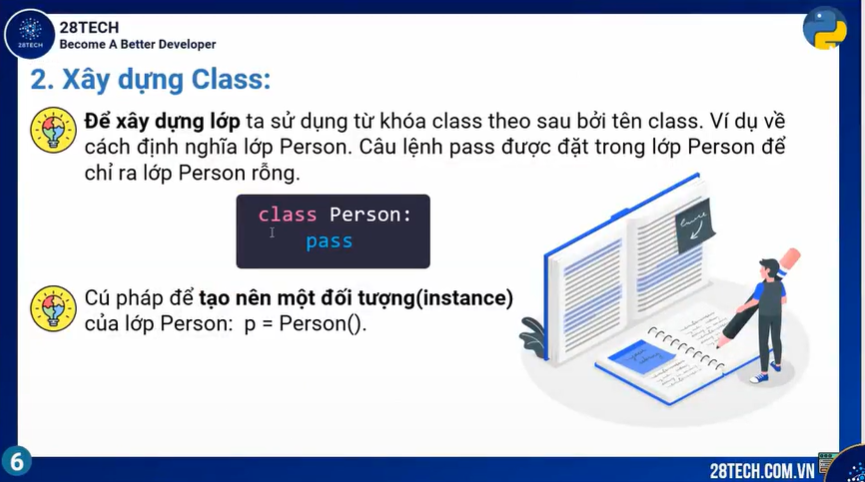 28TECH
Become A Better Developer
28TECH
2. Xây dựng Class:
Để xây dựng lớp ta sử dụng từ khóa class theo sau bởi tên class. Ví dụ về
cách định nghĩa lớp Person. Câu lệnh pass được đặt trong lớp Person để
chỉ ra lớp Person rỗng.
class Person:
pass
Cú pháp để tạo nên một đối tượng(instance)
của lớp Person: p = Person().
6
28TECH.COM.VN